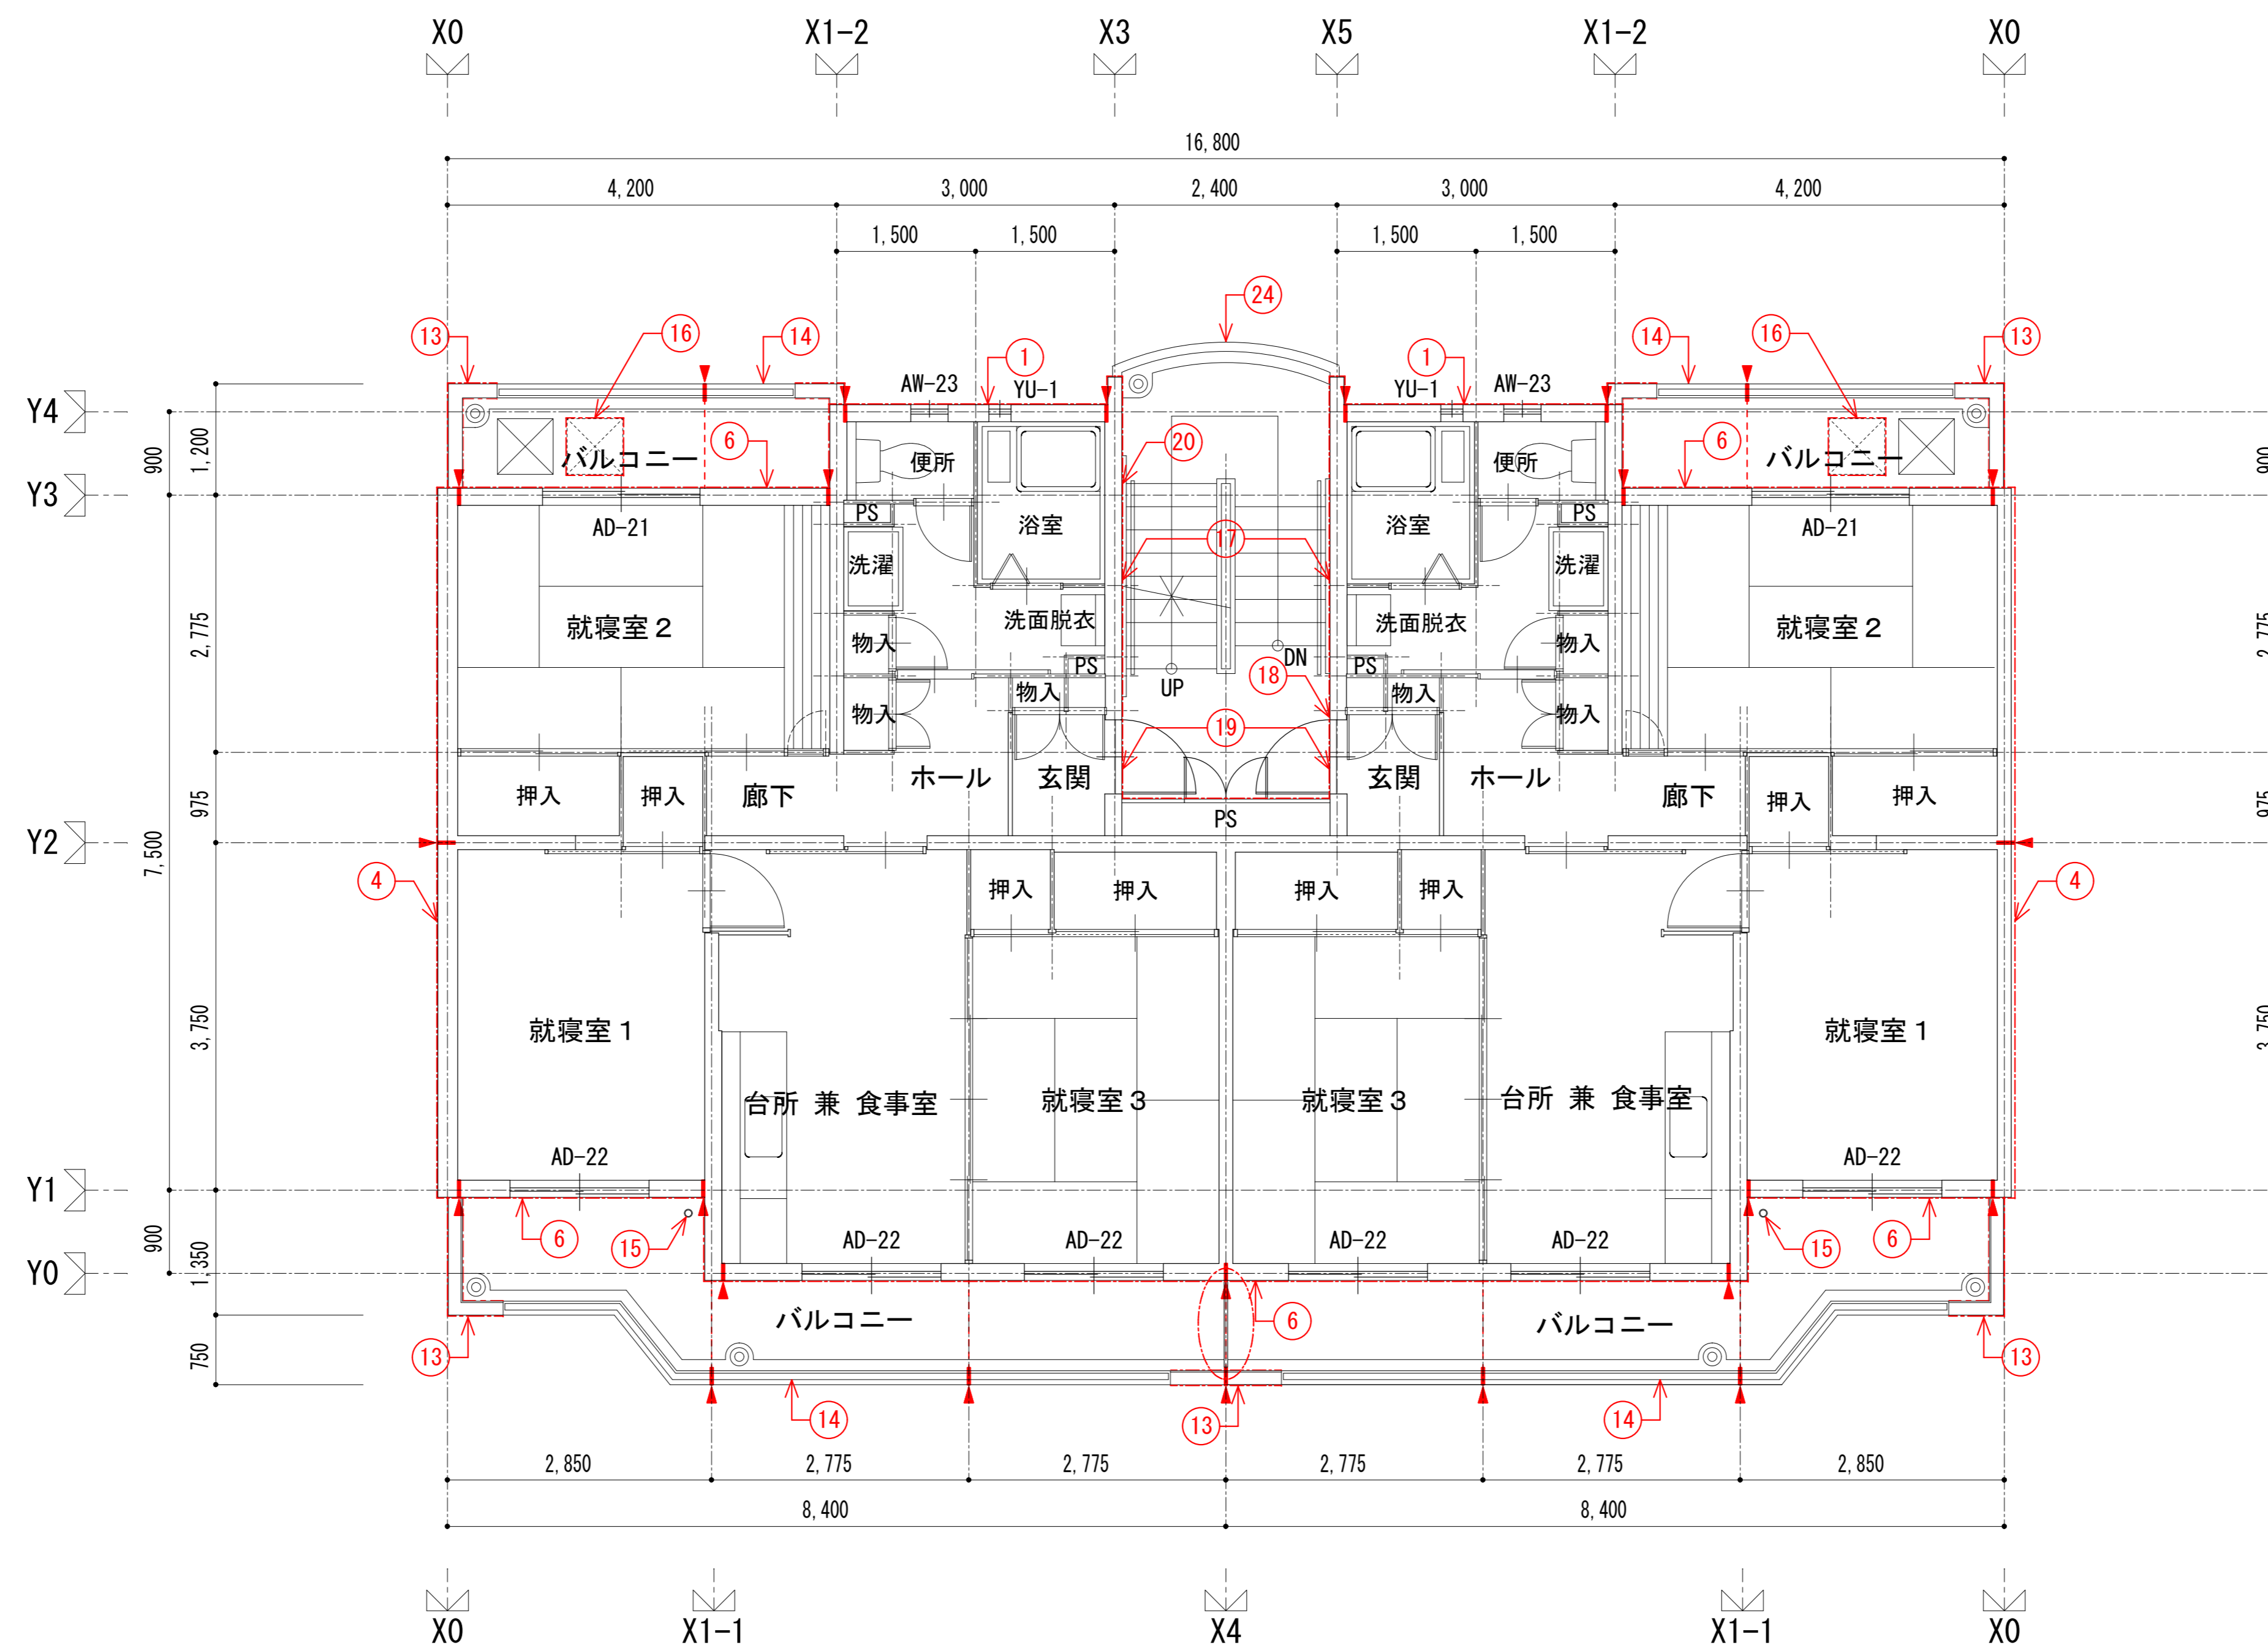 X0 X1-2 X3 X5 X1-2 X0
16,800
4,200 3,000 2,400 3,000 4,200
1,500 1,500 1,500 1,500
24
13 16 14 1 1 14 16 13
AW-23 YU-1 YU-1 AW-23
Y4
900 1,200 6 20 6 900
バルコニー 便所 便所 バルコニー
Y3
AD-21 PS 浴室 浴室 PS AD-21
17
洗濯 洗濯
2,775 就寝室2 洗面脱衣 洗面脱衣 就寝室2 2,775
物入 物入
PS UP DN PS
18
物入 物入
物入 19 物入
押入 押入 廊下 ホール 玄関 玄関 ホール 廊下 押入 押入
975 PS 975
Y2
7,500
4 押入 押入 押入 押入 4
3,750 就寝室1 就寝室1 3,750
台所 兼 食事室 就寝室3 就寝室3 台所 兼 食事室
AD-22 AD-22
Y1
900 6 15 AD-22 AD-22 AD-22 AD-22 15 6
Y0
1,350
バルコニー 6 バルコニー
750 13 13
14 13 14
2,850 2,775 2,775 2,775 2,775 2,850
8,400 8,400
X0 X1-1 X4 X1-1 X0